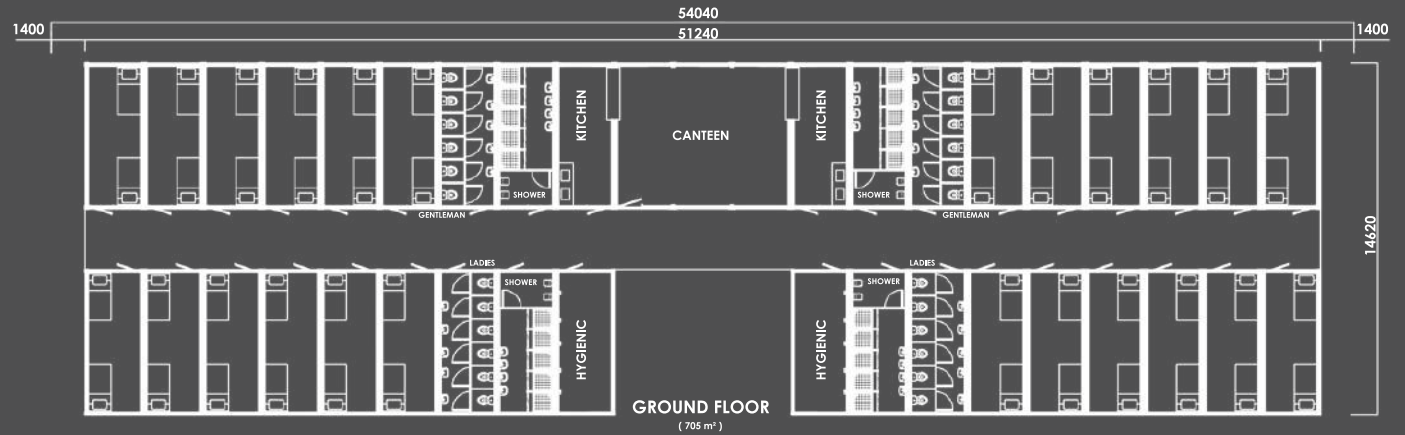 54040
1400
51240
1400
KITCHEN
CANTEEN
KITCHEN
SHOWER
SHOWER
GENTLEMAN
GENTLEMAN
14620
LADIES
LADIES
SHOWER
SHOWER
HYGIENIC
HYGIENIC
GROUND FLOOR
( 705 m² )